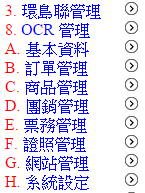 3. 環島聯管理
8. OCR 管理
A. 基本資料
B. 訂單管理
C. 商品管理
D. 團銷管理
E. 票務管理
F. 證照管理
G. 網站管理
H. 系統設定